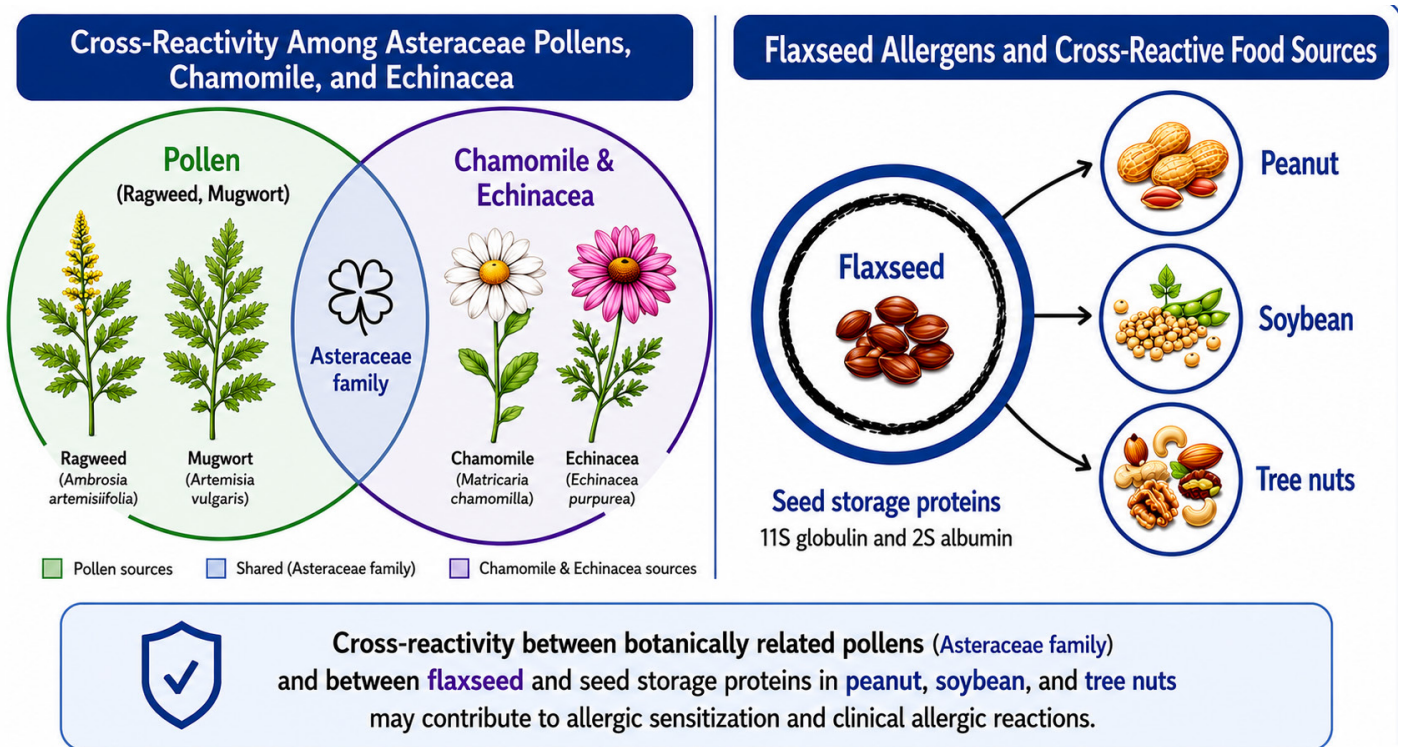 Cross-Reactivity Among Asteraceae Pollens,
Chamomile, and Echinacea
Pollen
(Ragweed, Mugwort)
Chamomile &
Echinacea
Asteraceae
family
Ragweed
(Ambrosia
artemisiifolia)
Mugwort
(Artemisia
vulgaris)
Chamomile
(Matricaria
chamomilla)
Echinacea
(Echinacea
purpurea)
Pollen sources
Shared (Asteraceae family)
Chamomile & Echinacea sources
Flaxseed Allergens and Cross-Reactive Food Sources
Flaxseed
Seed storage proteins
11S globulin and 2S albumin
Peanut
Soybean
Tree nuts
Cross-reactivity between botanically related pollens (Asteraceae family)
and between flaxseed and seed storage proteins in peanut, soybean, and tree nuts
may contribute to allergic sensitization and clinical allergic reactions.